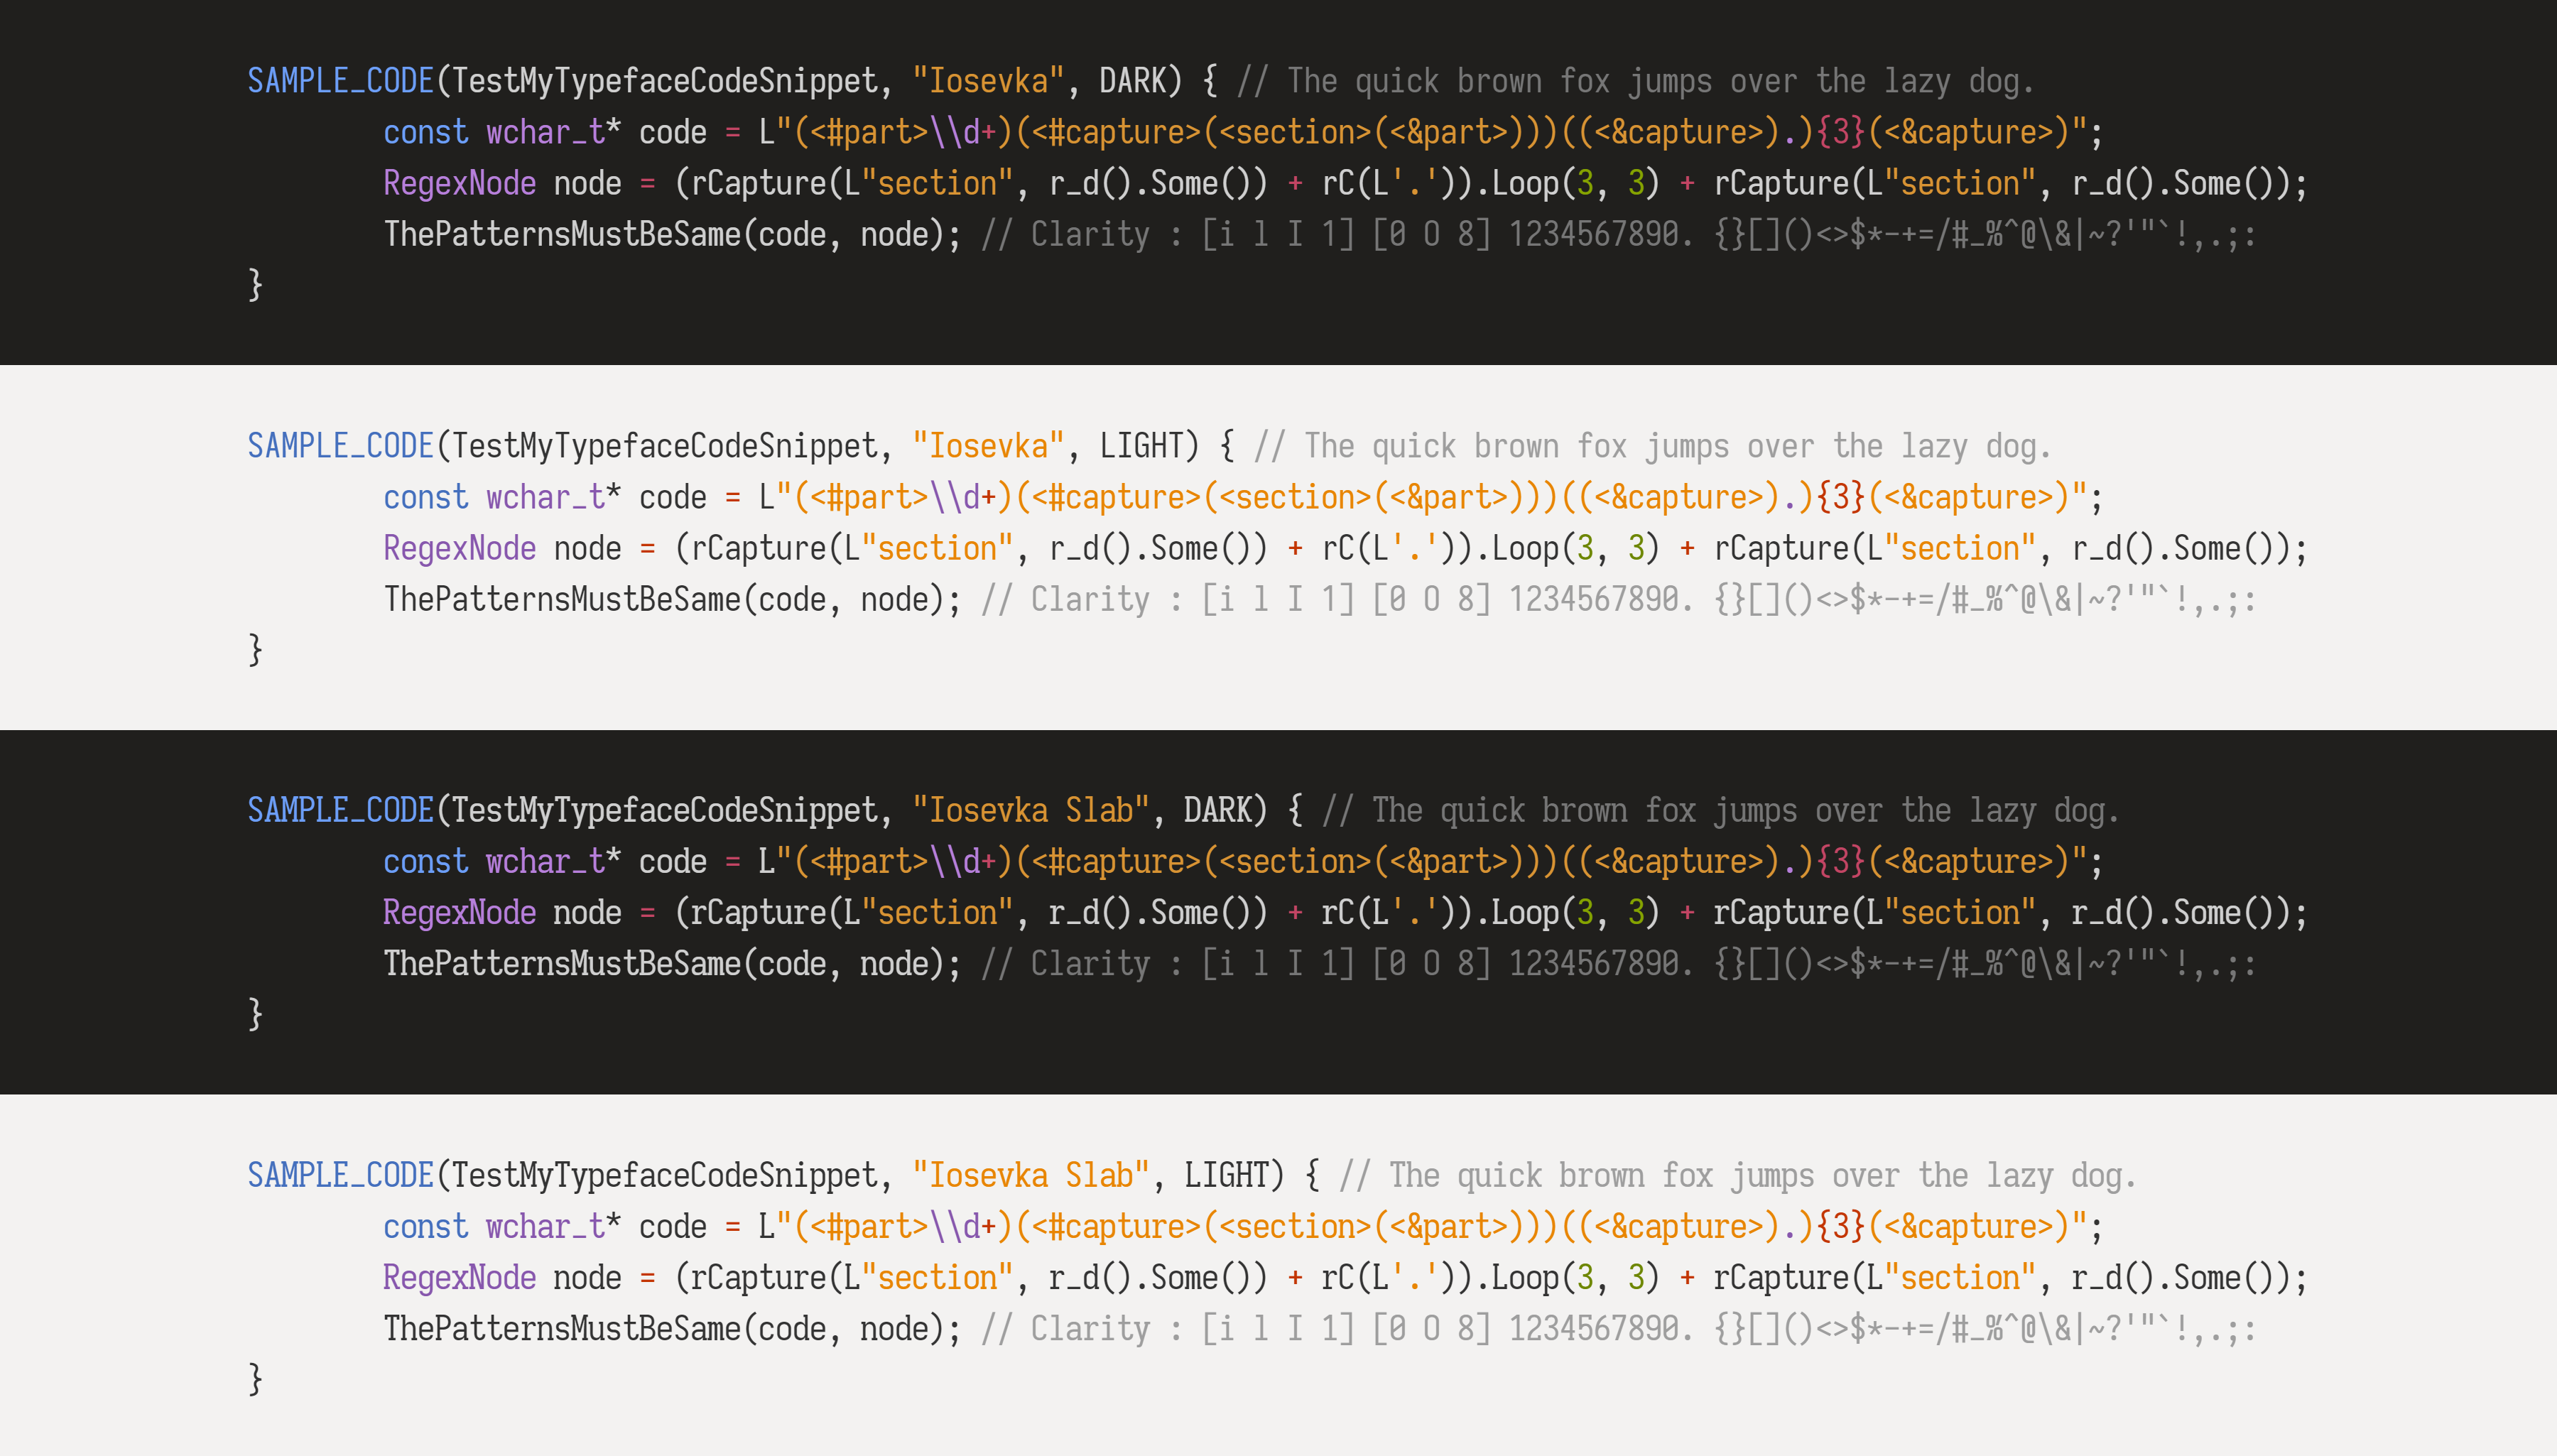 SAMPLE_CODE(TestMyTypefaceCodeSnippet, "Iosevka", DARK) { // The quick brown fox jumps over the lazy dog.
        const wchar_t* code = L"(<#part>\\d+)(<#capture>(<section>(<&part>)))((<&capture>).){3}(<&capture>)";
        RegexNode node = (rCapture(L"section", r_d().Some()) + rC(L'.')).Loop(3, 3) + rCapture(L"section", r_d().Some());
        ThePatternsMustBeSame(code, node); // Clarity : [i l I 1] [0 O 8] 1234567890. {}[]()<>$*-+=/#_%^@\&|~?'"`!,.;:
}
SAMPLE_CODE(TestMyTypefaceCodeSnippet, "Iosevka", LIGHT) { // The quick brown fox jumps over the lazy dog.
        const wchar_t* code = L"(<#part>\\d+)(<#capture>(<section>(<&part>)))((<&capture>).){3}(<&capture>)";
        RegexNode node = (rCapture(L"section", r_d().Some()) + rC(L'.')).Loop(3, 3) + rCapture(L"section", r_d().Some());
        ThePatternsMustBeSame(code, node); // Clarity : [i l I 1] [0 O 8] 1234567890. {}[]()<>$*-+=/#_%^@\&|~?'"`!,.;:
}
SAMPLE_CODE(TestMyTypefaceCodeSnippet, "Iosevka Slab", DARK) { // The quick brown fox jumps over the lazy dog.
        const wchar_t* code = L"(<#part>\\d+)(<#capture>(<section>(<&part>)))((<&capture>).){3}(<&capture>)";
        RegexNode node = (rCapture(L"section", r_d().Some()) + rC(L'.')).Loop(3, 3) + rCapture(L"section", r_d().Some());
        ThePatternsMustBeSame(code, node); // Clarity : [i l I 1] [0 O 8] 1234567890. {}[]()<>$*-+=/#_%^@\&|~?'"`!,.;:
}
SAMPLE_CODE(TestMyTypefaceCodeSnippet, "Iosevka Slab", LIGHT) { // The quick brown fox jumps over the lazy dog.
        const wchar_t* code = L"(<#part>\\d+)(<#capture>(<section>(<&part>)))((<&capture>).){3}(<&capture>)";
        RegexNode node = (rCapture(L"section", r_d().Some()) + rC(L'.')).Loop(3, 3) + rCapture(L"section", r_d().Some());
        ThePatternsMustBeSame(code, node); // Clarity : [i l I 1] [0 O 8] 1234567890. {}[]()<>$*-+=/#_%^@\&|~?'"`!,.;:
}